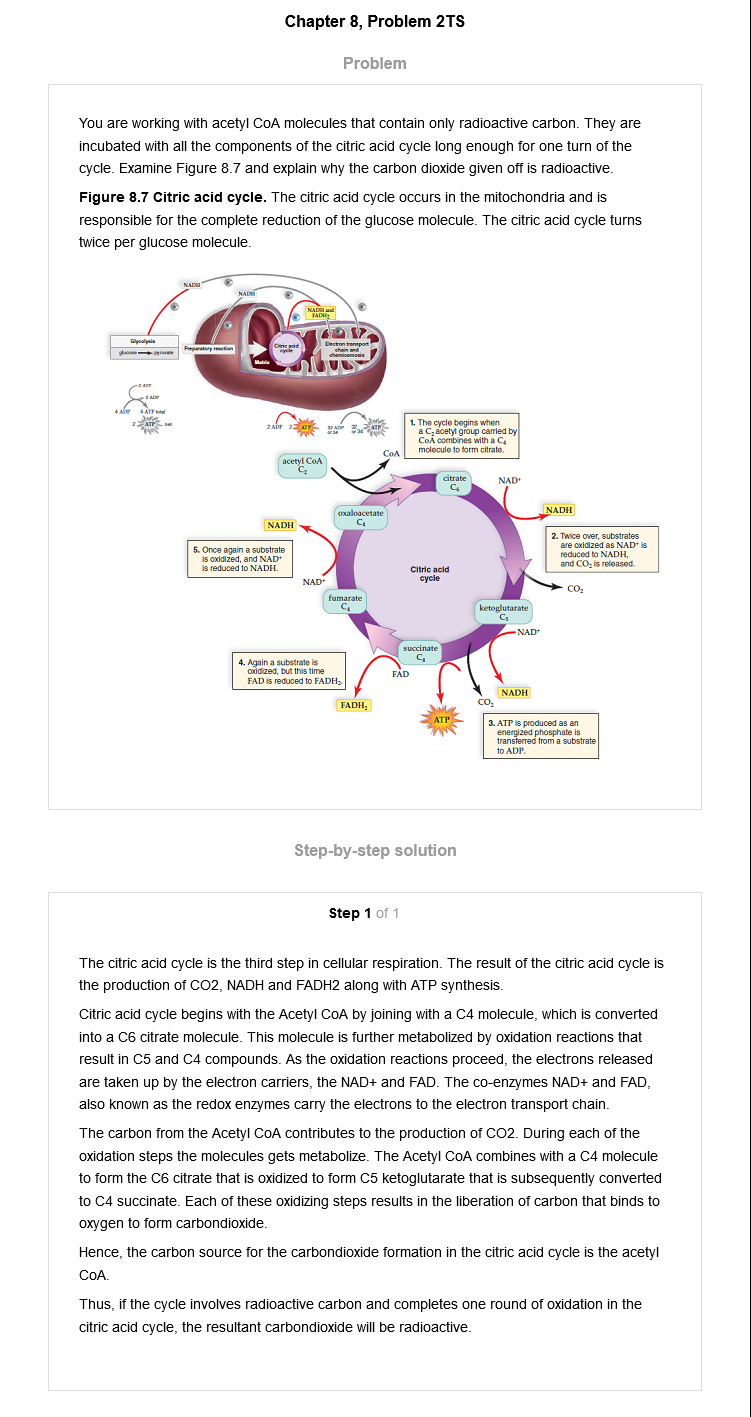 Chapter 8, Problem 2TS
Problem
You are working with acetyl CoA molecules that contain only radioactive carbon. They are
incubated with all the components of the citric acid cycle long enough for one turn of the
cycle. Examine Figure 8.7 and explain why the carbon dioxide given off is radioactive.
Figure 8.7 Citric acid cycle. The citric acid cycle occurs in the mitochondria and is
responsible for the complete reduction of the glucose molecule. The citric acid cycle turns
twice per glucose molecule.
NADH
NADH
NADH and
FADH₂
Glycolysis
glucose pyruvate
Preparatory reaction
Matrix
Citric acid
cycle
Electron transport
chain and
chemiosmosis
2 ATP
2 ADP
4 ADP 4 ATP total
2 ATP net
2 ADP 2 ATP
32 ADP
or 34
32
or 34
ATP
1. The cycle begins when
a C₂ acetyl group carried by
CoA combines with a C₄
molecule to form citrate.
CoA
acetyl CoA
C₂
citrate
C₆
NAD⁺
NADH
oxaloacetate
C₄
NADH
2. Twice over, substrates
are oxidized as NAD⁺ is
reduced to NADH,
and CO₂ is released.
5. Once again a substrate
is oxidized, and NAD⁺
is reduced to NADH.
Citric acid
cycle
NAD⁺
CO₂
fumarate
C₄
ketoglutarate
C₅
NAD⁺
succinate
C₄
4. Again a substrate is
oxidized, but this time
FAD is reduced to FADH₂.
FAD
NADH
CO₂
FADH₂
ATP
3. ATP is produced as an
energized phosphate is
transferred from a substrate
to ADP.
Step-by-step solution
Step 1 of 1
The citric acid cycle is the third step in cellular respiration. The result of the citric acid cycle is
the production of CO2, NADH and FADH2 along with ATP synthesis.
Citric acid cycle begins with the Acetyl CoA by joining with a C4 molecule, which is converted
into a C6 citrate molecule. This molecule is further metabolized by oxidation reactions that
result in C5 and C4 compounds. As the oxidation reactions proceed, the electrons released
are taken up by the electron carriers, the NAD+ and FAD. The co-enzymes NAD+ and FAD,
also known as the redox enzymes carry the electrons to the electron transport chain.
The carbon from the Acetyl CoA contributes to the production of CO2. During each of the
oxidation steps the molecules gets metabolize. The Acetyl CoA combines with a C4 molecule
to form the C6 citrate that is oxidized to form C5 ketoglutarate that is subsequently converted
to C4 succinate. Each of these oxidizing steps results in the liberation of carbon that binds to
oxygen to form carbondioxide.
Hence, the carbon source for the carbondioxide formation in the citric acid cycle is the acetyl
CoA.
Thus, if the cycle involves radioactive carbon and completes one round of oxidation in the
citric acid cycle, the resultant carbondioxide will be radioactive.